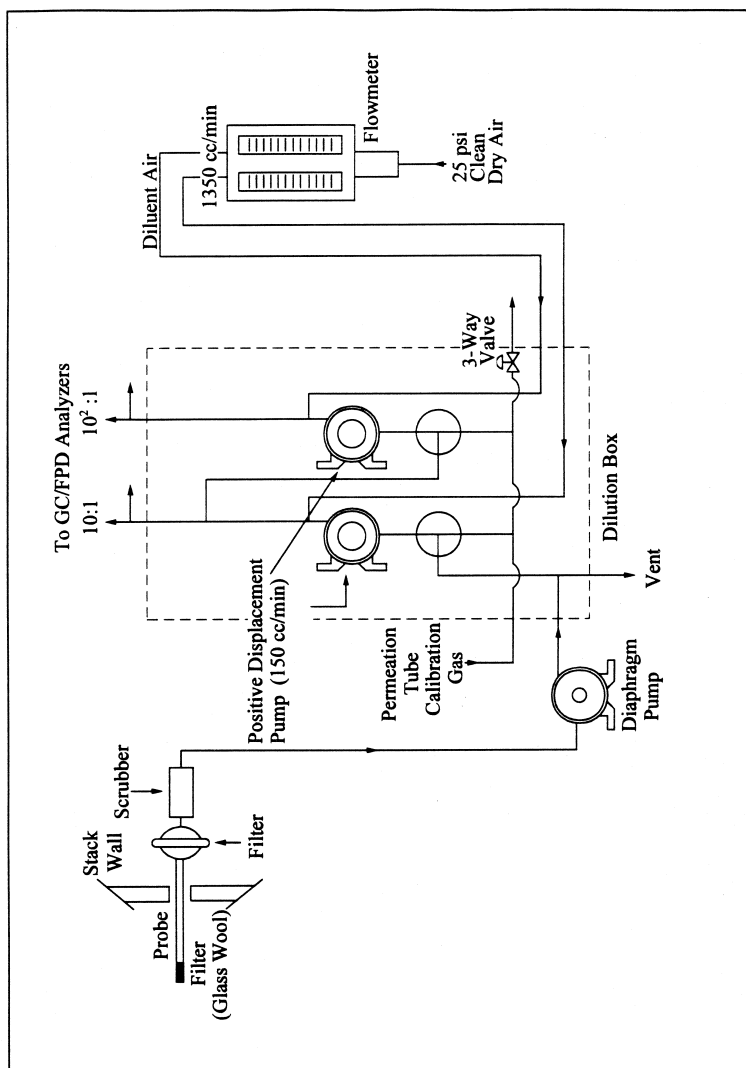 To GC/FPD Analyzers
10:1
10² :1
Diluent Air
1350 cc/min
Flowmeter
25 psi
Clean
Dry Air
Stack
Wall
Scrubber
Probe
Filter
(Glass Wool)
Filter
Positive Displacement
Pump (150 cc/min)
3-Way
Valve
Permeation
Tube
Calibration
Gas
Dilution Box
Vent
Diaphragm
Pump